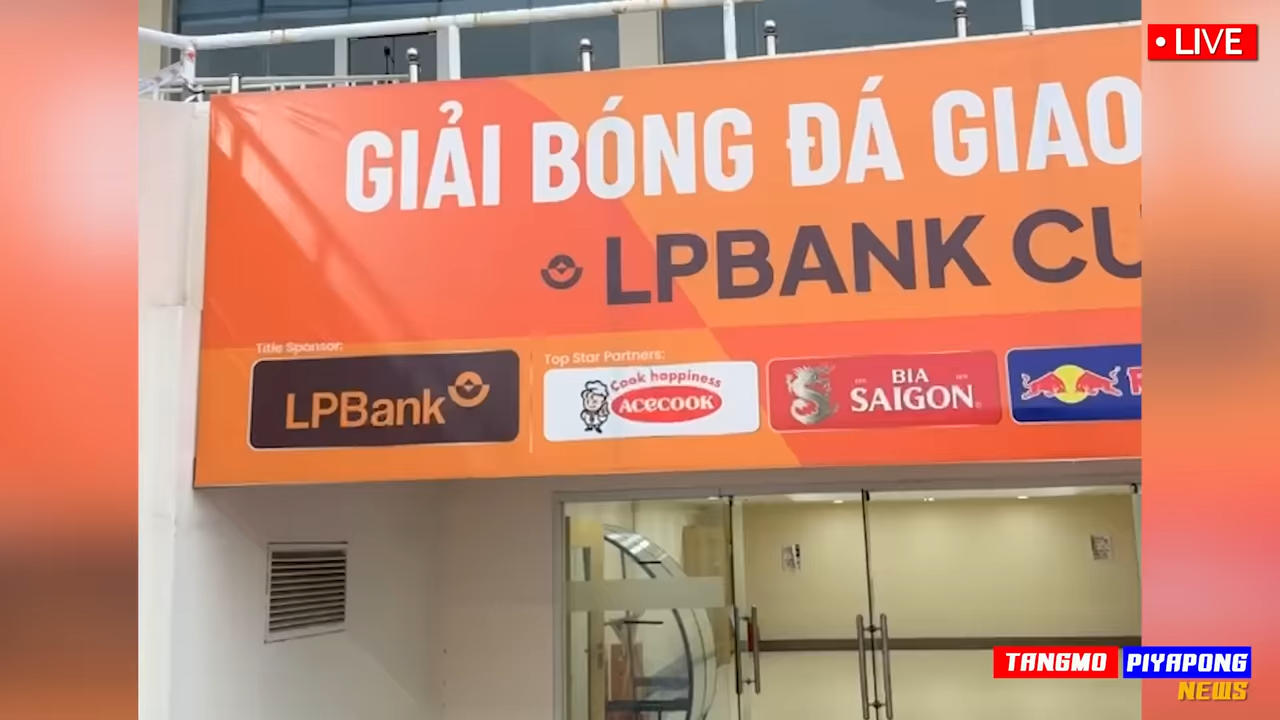 LIVE
GIẢI BÓNG ĐÁ GIAO
LPBANK CU
Title Sponsor:
LPBank
Top Star Partners:
Cook happiness
ACECOOK
BIA
SAIGON
TANGMO PIYAPONG
NEWS